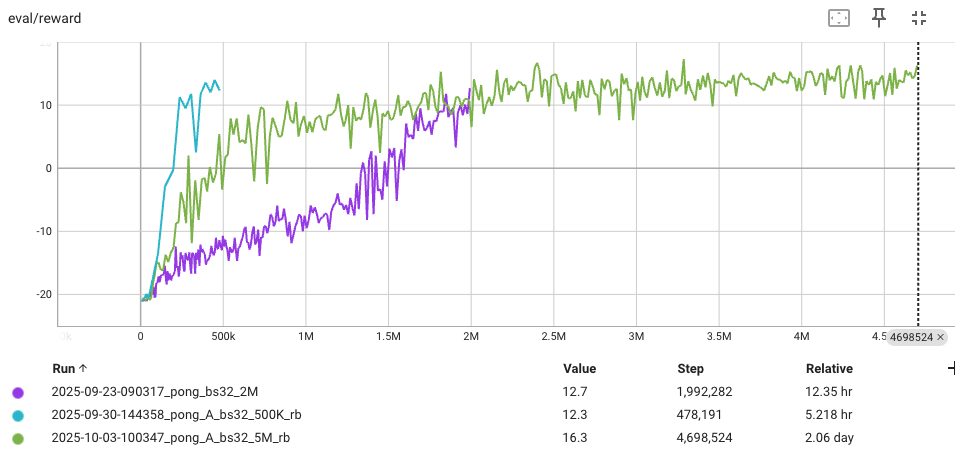 eval/reward
20
10
0
-10
-20
0 500k 1M 1.5M 2M 2.5M 3M 3.5M 4M 4.5 4698524 ×
Run ↑ Value Step Relative
2025-09-23-090317_pong_bs32_2M 12.7 1,992,282 12.35 hr
2025-09-30-144358_pong_A_bs32_500K_rb 12.3 478,191 5.218 hr
2025-10-03-100347_pong_A_bs32_5M_rb 16.3 4,698,524 2.06 day